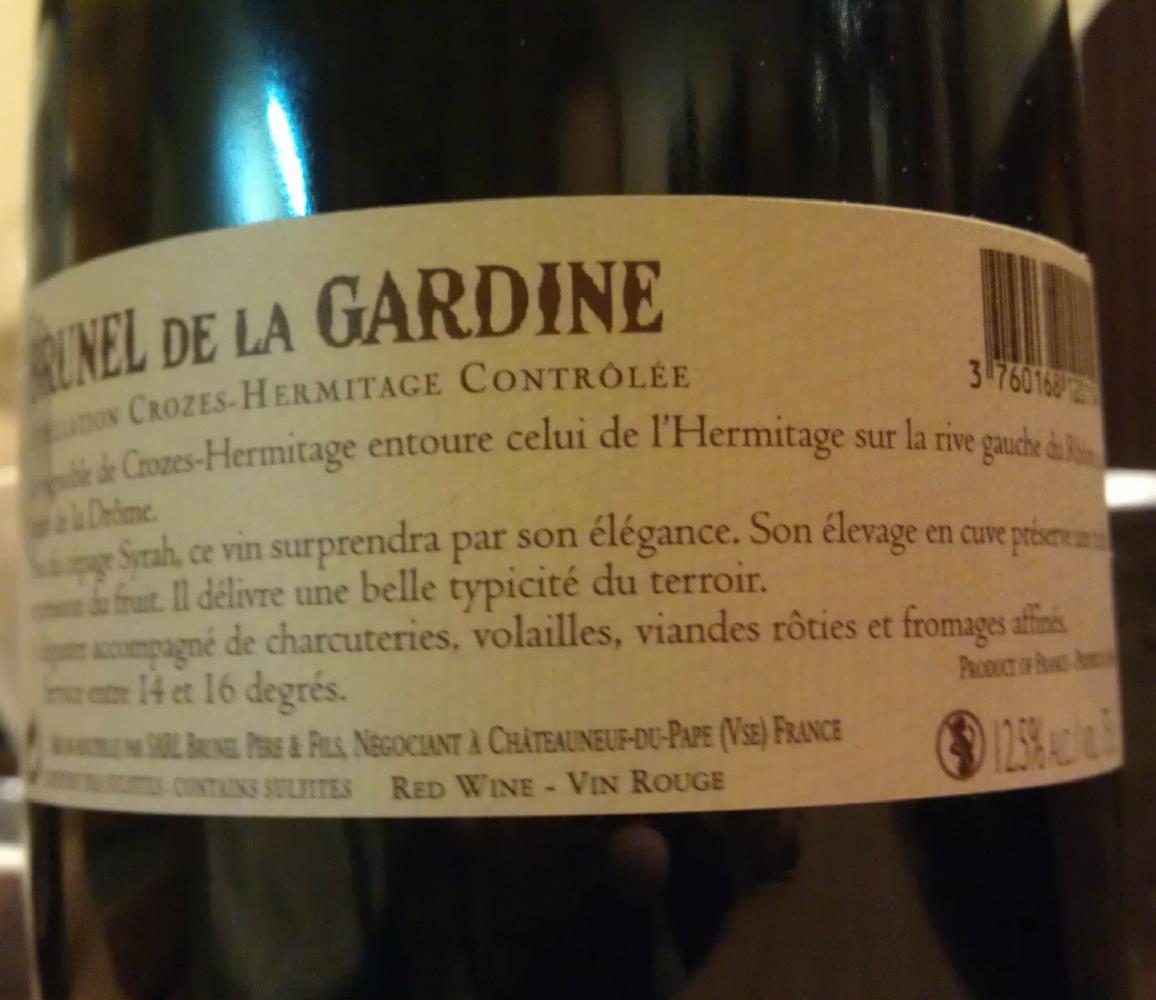 BRUNEL DE LA GARDINE
CROZES-HERMITAGE CONTRÔLÉE
3 760168
de Crozes-Hermitage entoure celui de l'Hermitage sur la rive gauche du
de la Drôme.
cépage Syrah, ce vin surprendra par son élégance. Son élevage en cuve préserve
du fruit. Il délivre une belle typicité du terroir.
accompagné de charcuteries, volailles, viandes rôties et fromages affinés.
entre 14 et 16 degrés.
PRODUCT OF FRANCE
SARL BRUNEL PÈRE & FILS, NÉGOCIANT À CHÂTEAUNEUF-DU-PAPE (VSE) FRANCE
12.5% ALC
SULFITES - CONTAINS SULFITES RED WINE - VIN ROUGE